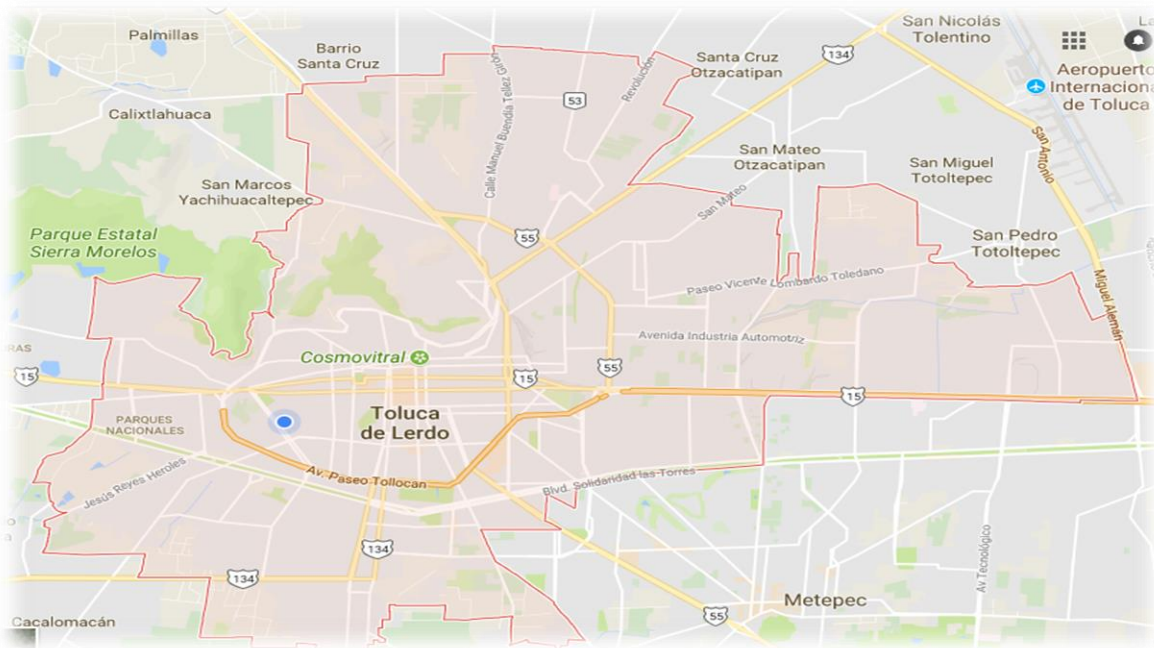 Palmillas
Barrio
Santa Cruz
San Nicolás
Tolentino
Santa Cruz
Otzacatipan
134
Aeropuerto
Internaciona
de Toluca
Calle Manuel Buendía Tellez Girón
Revolución
53
Calixtlahuaca
San Antonio
San Mateo
Otzacatipan
San Miguel
Totoltepec
San Marcos
Yachihuacaltepec
San Mateo
Parque Estatal
Sierra Morelos
55
San Pedro
Totoltepec
Paseo Vicente Lombardo Toledano
Miguel Alemán
Avenida Industria Automotriz
RAS
Cosmovitral
15
15
55
15
PARQUES
NACIONALES
Toluca
de Lerdo
Jesús Reyes Heroles
Av. Paseo Tollocan
Blvd. Solidaridad las Torres
134
134
Av Tecnológico
Metepec
55
Cacalomacán